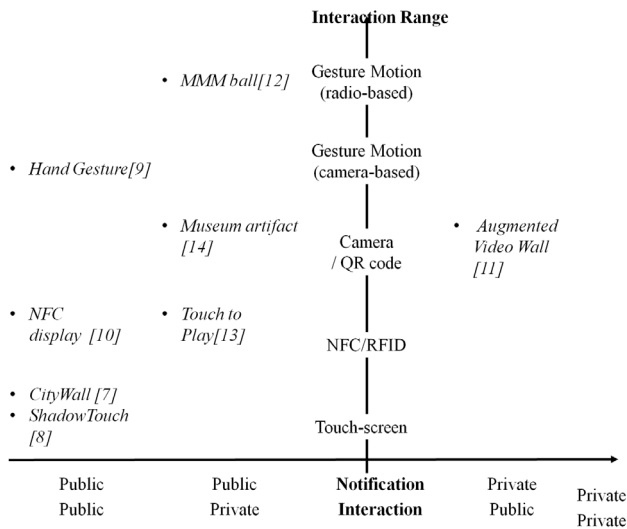 Interaction Range
• MMM ball[12]
Gesture Motion
(radio-based)
Gesture Motion
(camera-based)
• Hand Gesture[9]
• Museum artifact
[14]
Camera
/ QR code
• Augmented
Video Wall
[11]
• NFC
display [10]
• Touch to
Play[13]
NFC/RFID
• CityWall [7]
• ShadowTouch
[8]
Touch-screen
Public
Public
Public
Private
Notification
Interaction
Private
Public
Private
Private